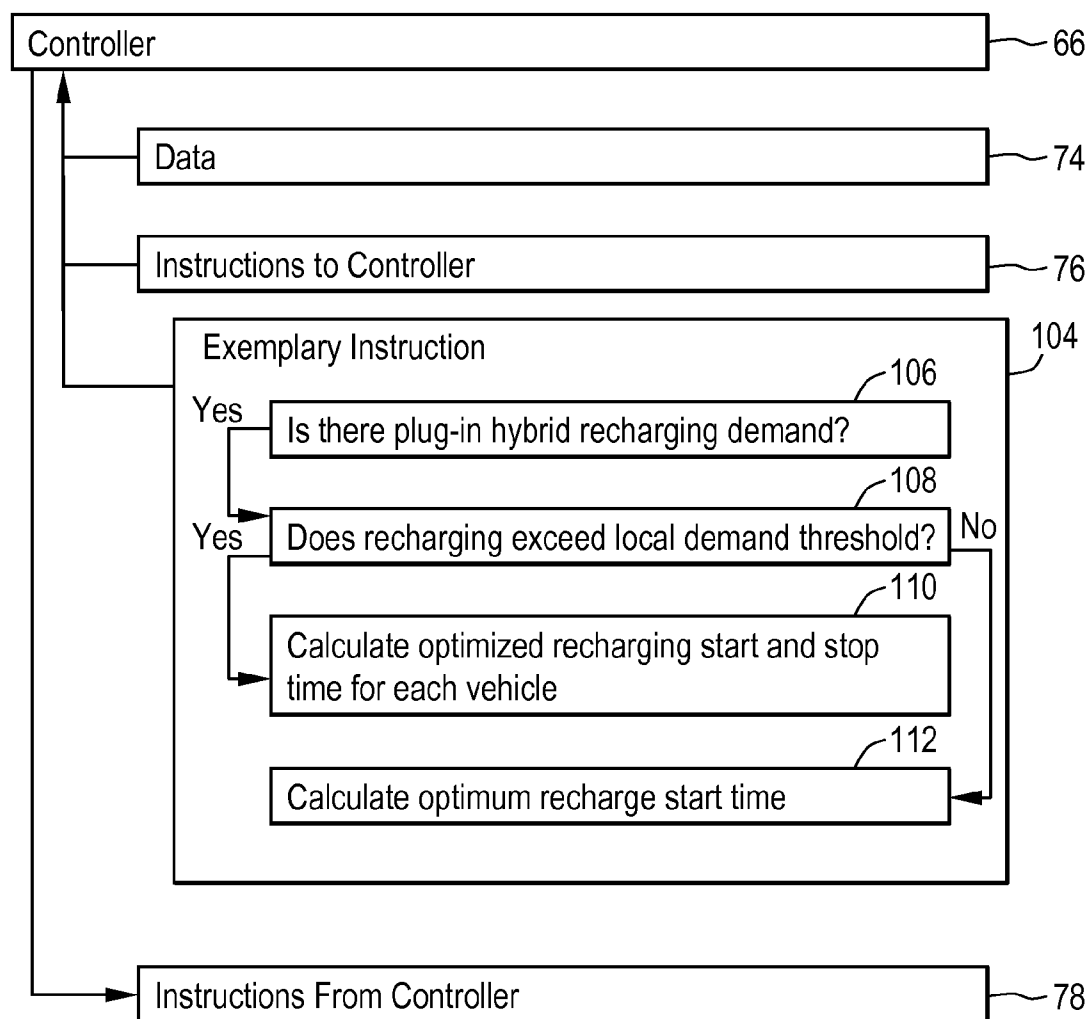 Controller
66
Data
74
Instructions to Controller
76
Exemplary Instruction
104
106
Yes
Is there plug-in hybrid recharging demand?
108
Yes
Does recharging exceed local demand threshold?
No
110
Calculate optimized recharging start and stop
time for each vehicle
112
Calculate optimum recharge start time
Instructions From Controller
78